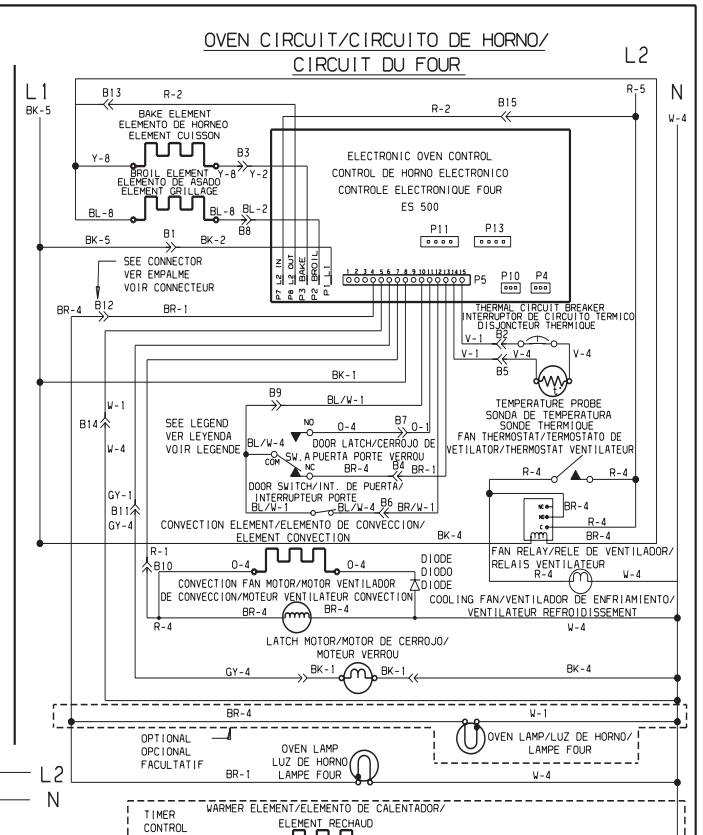 OVEN CIRCUIT/CIRCUITO DE HORNO/
CIRCUIT DU FOUR
L2
L1
BK-5
B13
R-2
R-5
N
W-4
R-2
B15
BAKE ELEMENT
ELEMENTO DE HORNEO
ELEMENT CUISSON
Y-8
B3
Y-8
Y-2
BROIL ELEMENT
ELEMENTO DE ASADO
ELEMENT GRILLAGE
BL-8
BL-8
BL-2
B8
ELECTRONIC OVEN CONTROL
CONTROL DE HORNO ELECTRONICO
CONTROLE ELECTRONIQUE FOUR
ES 500
P11
P13
BK-5
B1
BK-2
P7 L2 IN
P8 L2 OUT
P3 BAKE
P2 BROIL
P1 L1
1 2 3 4 5 6 7 8 9 10 11 12 13 14 15
P5
P10
P4
SEE CONNECTOR
VER EMPALME
VOIR CONNECTEUR
BR-4
B12
BR-1
THERMAL CIRCUIT BREAKER
INTERRUPTOR DE CIRCUITO TERMICO
DISJONCTEUR THERMIQUE
V-1
B2
V-1
V-4
V-4
B5
t
BK-1
TEMPERATURE PROBE
SONDA DE TEMPERATURA
SONDE THERMIQUE
B9
BL/W-1
W-1
B14
W-4
SEE LEGEND
VER LEYENDA
VOIR LEGENDE
NO
O-4
B7
O-1
BL/W-4
COM
DOOR LATCH/CERROJO DE
SW. A PUERTA PORTE VERROU
NC
BR-4
B4
BR-1
FAN THERMOSTAT/TERMOSTATO DE
VETILATOR/THERMOSTAT VENTILATEUR
R-4
R-4
DOOR SWITCH/INT. DE PUERTA/
INTERRUPTEUR PORTE
BL/W-1
BL/W-4
B6
BR/W-1
GY-1
B11
GY-4
NC
NO
C
BR-4
R-4
BR-4
CONVECTION ELEMENT/ELEMENTO DE CONVECCION/
ELEMENT CONVECTION
BK-4
FAN RELAY/RELE DE VENTILADOR/
RELAIS VENTILATEUR
R-1
B10
O-4
O-4
DIODE
DIODO
DIODE
R-4
W-4
CONVECTION FAN MOTOR/MOTOR VENTILADOR
DE CONVECCION/MOTEUR VENTILATEUR CONVECTION
COOLING FAN/VENTILADOR DE ENFRIAMIENTO/
VENTILATEUR REFROIDISSEMENT
BR-4
BR-4
R-4
W-4
LATCH MOTOR/MOTOR DE CERROJO/
MOTEUR VERROU
GY-4
BK-1
BK-1
BK-4
BR-4
W-1
OPTIONAL
OPCIONAL
FACULTATIF
OVEN LAMP/LUZ DE HORNO/
LAMPE FOUR
OVEN LAMP
LUZ DE HORNO
LAMPE FOUR
L2
BR-1
W-4
N
TIMER
CONTROL
WARMER ELEMENT/ELEMENTO DE CALENTADOR/
ELEMENT RECHAUD